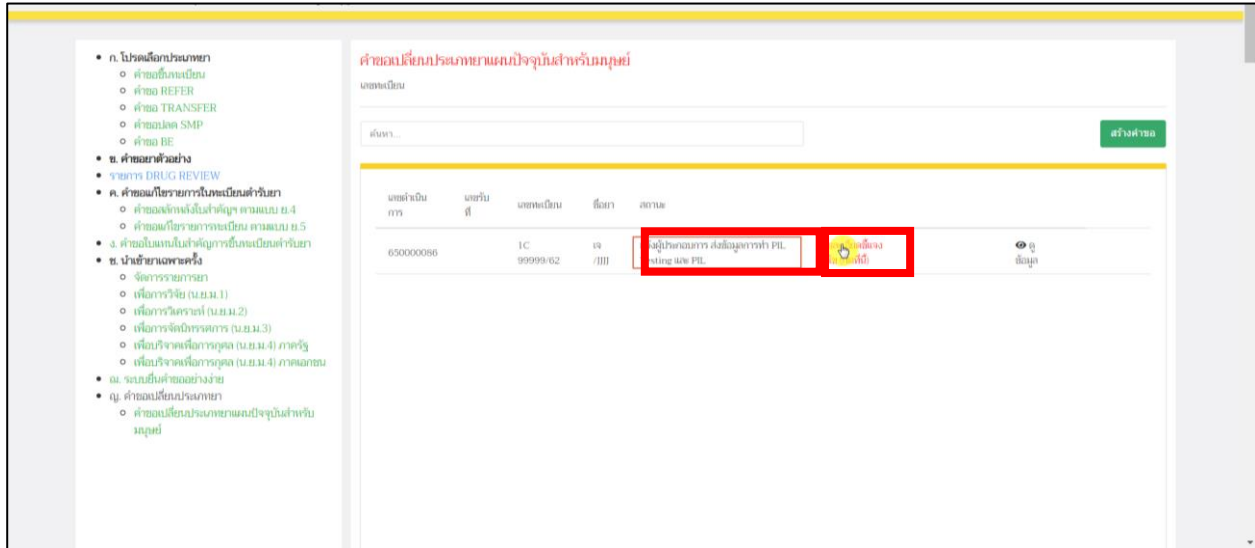 ก. โปรดเลือกประเภทยา
คำขอขึ้นทะเบียน
คำขอ REFER
คำขอ TRANSFER
คำขอปลด SMP
คำขอ BE
ข. คำขอยาตัวอย่าง
รายการ DRUG REVIEW
ค. คำขอแก้ไขรายการในทะเบียนตำรับยา
คำขอสลักหลังใบสำคัญฯ ตามแบบ ย.4
คำขอแก้ไขรายการทะเบียน ตามแบบ ย.5
ง. คำขอใบแทนใบสำคัญการขึ้นทะเบียนตำรับยา
ช. นำเข้ายาเฉพาะครั้ง
จัดการรายการยา
เพื่อการวิจัย (น.ย.ม.1)
เพื่อการวิเคราะห์ (น.ย.ม.2)
เพื่อการจัดนิทรรศการ (น.ย.ม.3)
เพื่อบริจาคเพื่อการกุศล (น.ย.ม.4) ภาครัฐ
เพื่อบริจาคเพื่อการกุศล (น.ย.ม.4) ภาคเอกชน
ฌ. ระบบยื่นคำขออย่างง่าย
ญ. คำขอเปลี่ยนประเภทยา
คำขอเปลี่ยนประเภทยาแผนปัจจุบันสำหรับ
มนุษย์
คำขอเปลี่ยนประเภทยาแผนปัจจุบันสำหรับมนุษย์
เลขทะเบียน
ค้นหา...
สร้างคำขอ
เลขดำเนิน
การ
เลขรับ
ที่
เลขทะเบียน
ชื่อยา
สถานะ
650000086
1C
99999/62
เจ
/JJJJ
ผู้ประกอบการ ส่งข้อมูลการทำ PIL
และ PIL
ดู
ข้อมูล